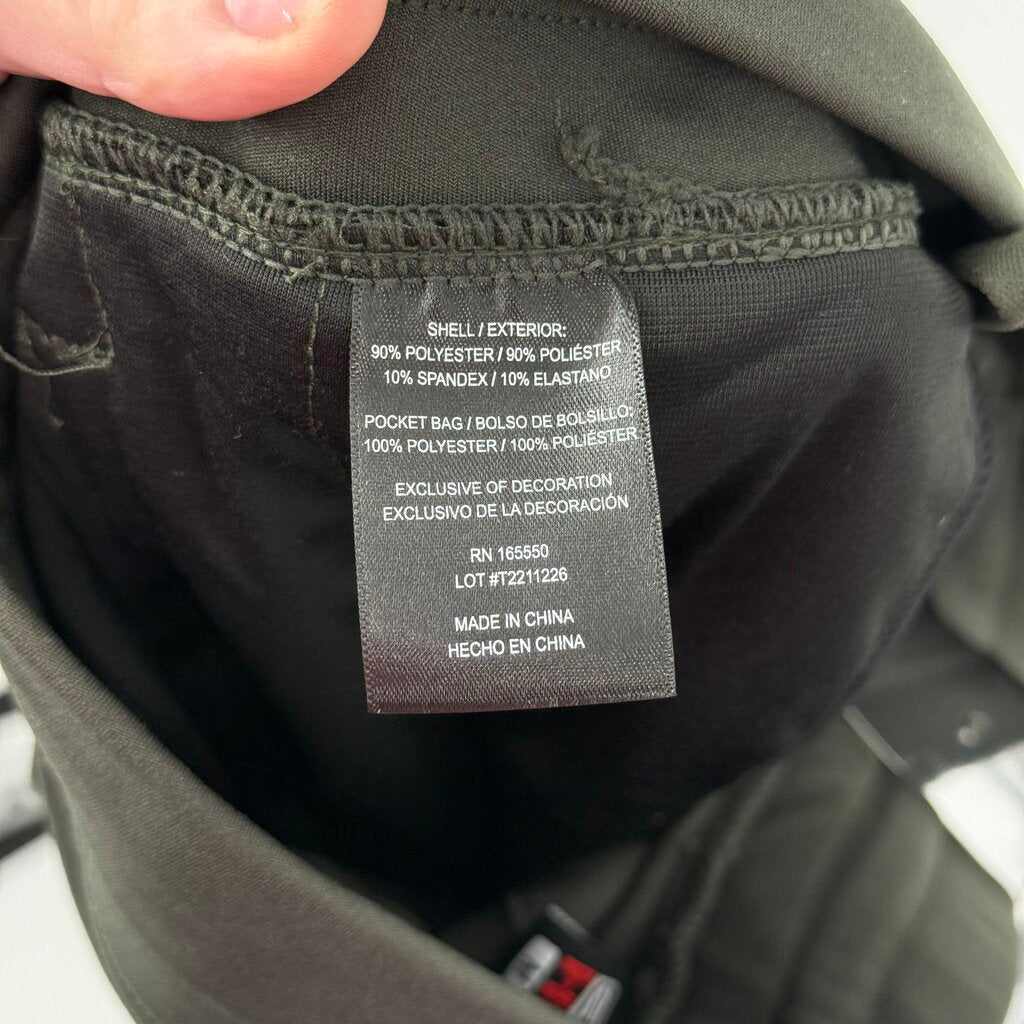 SHELL / EXTERIOR:
90% POLYESTER / 90% POLIÉSTER
10% SPANDEX / 10% ELASTANO
POCKET BAG / BOLSO DE BOLSILLO:
100% POLYESTER / 100% POLIÉSTER
EXCLUSIVE OF DECORATION
EXCLUSIVO DE LA DECORACIÓN
RN 165550
LOT #T2211226
MADE IN CHINA
HECHO EN CHINA